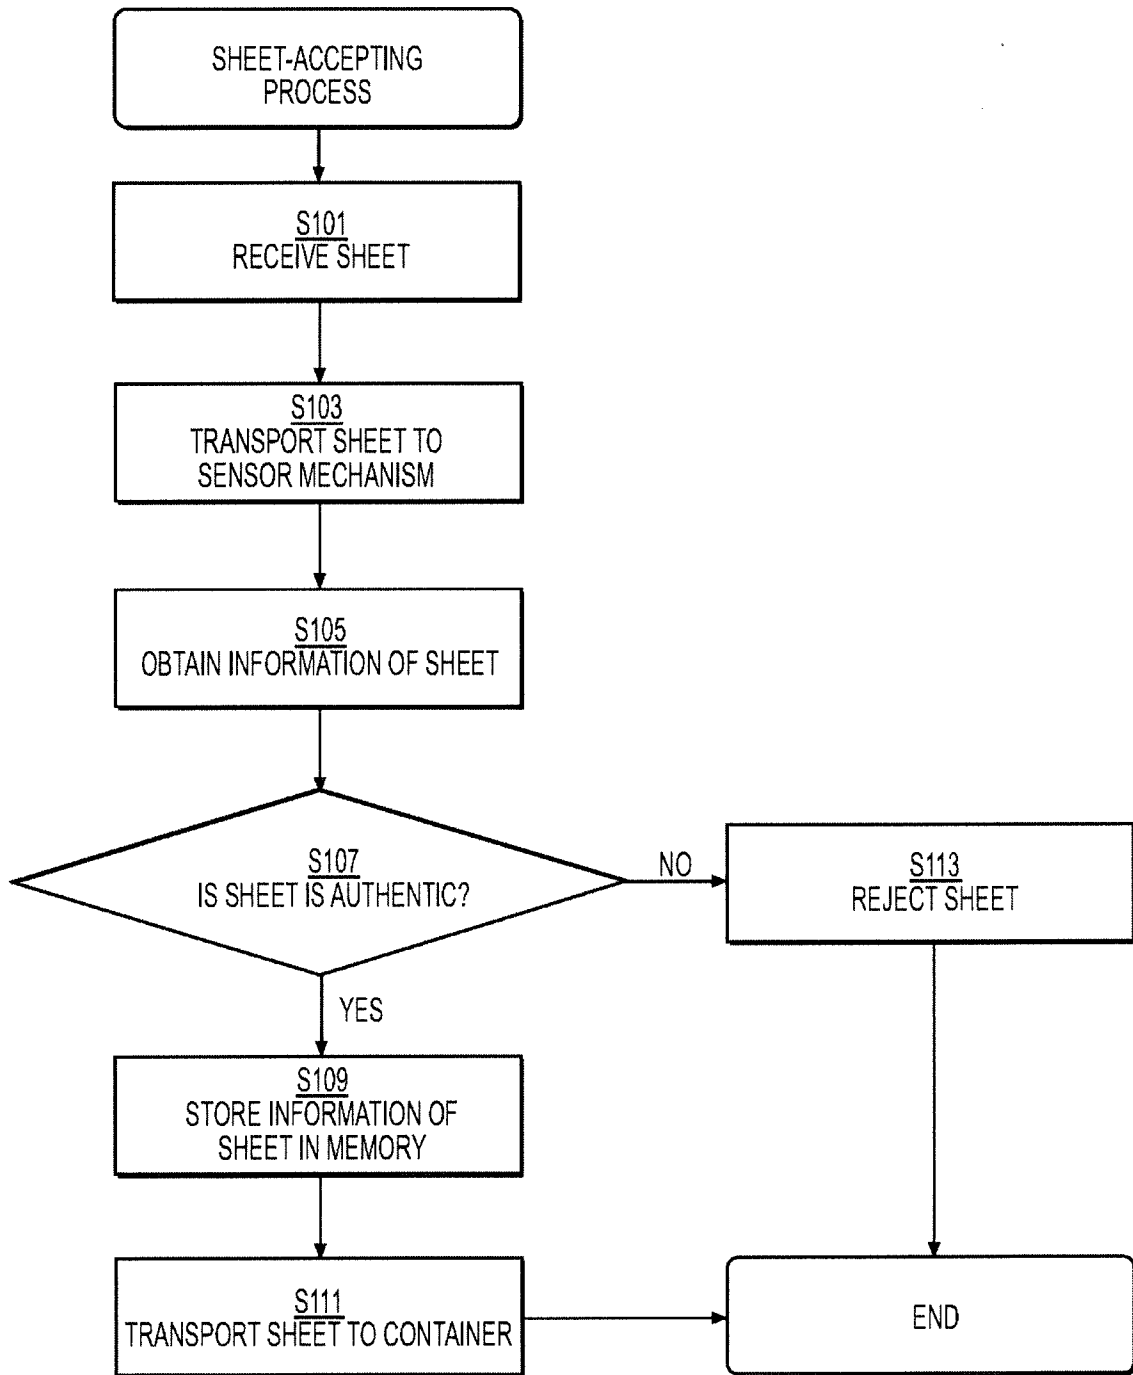 SHEET-ACCEPTING
PROCESS
S101
RECEIVE SHEET
S103
TRANSPORT SHEET TO
SENSOR MECHANISM
S105
OBTAIN INFORMATION OF SHEET
S107
IS SHEET IS AUTHENTIC?
NO
S113
REJECT SHEET
YES
S109
STORE INFORMATION OF
SHEET IN MEMORY
S111
TRANSPORT SHEET TO CONTAINER
END